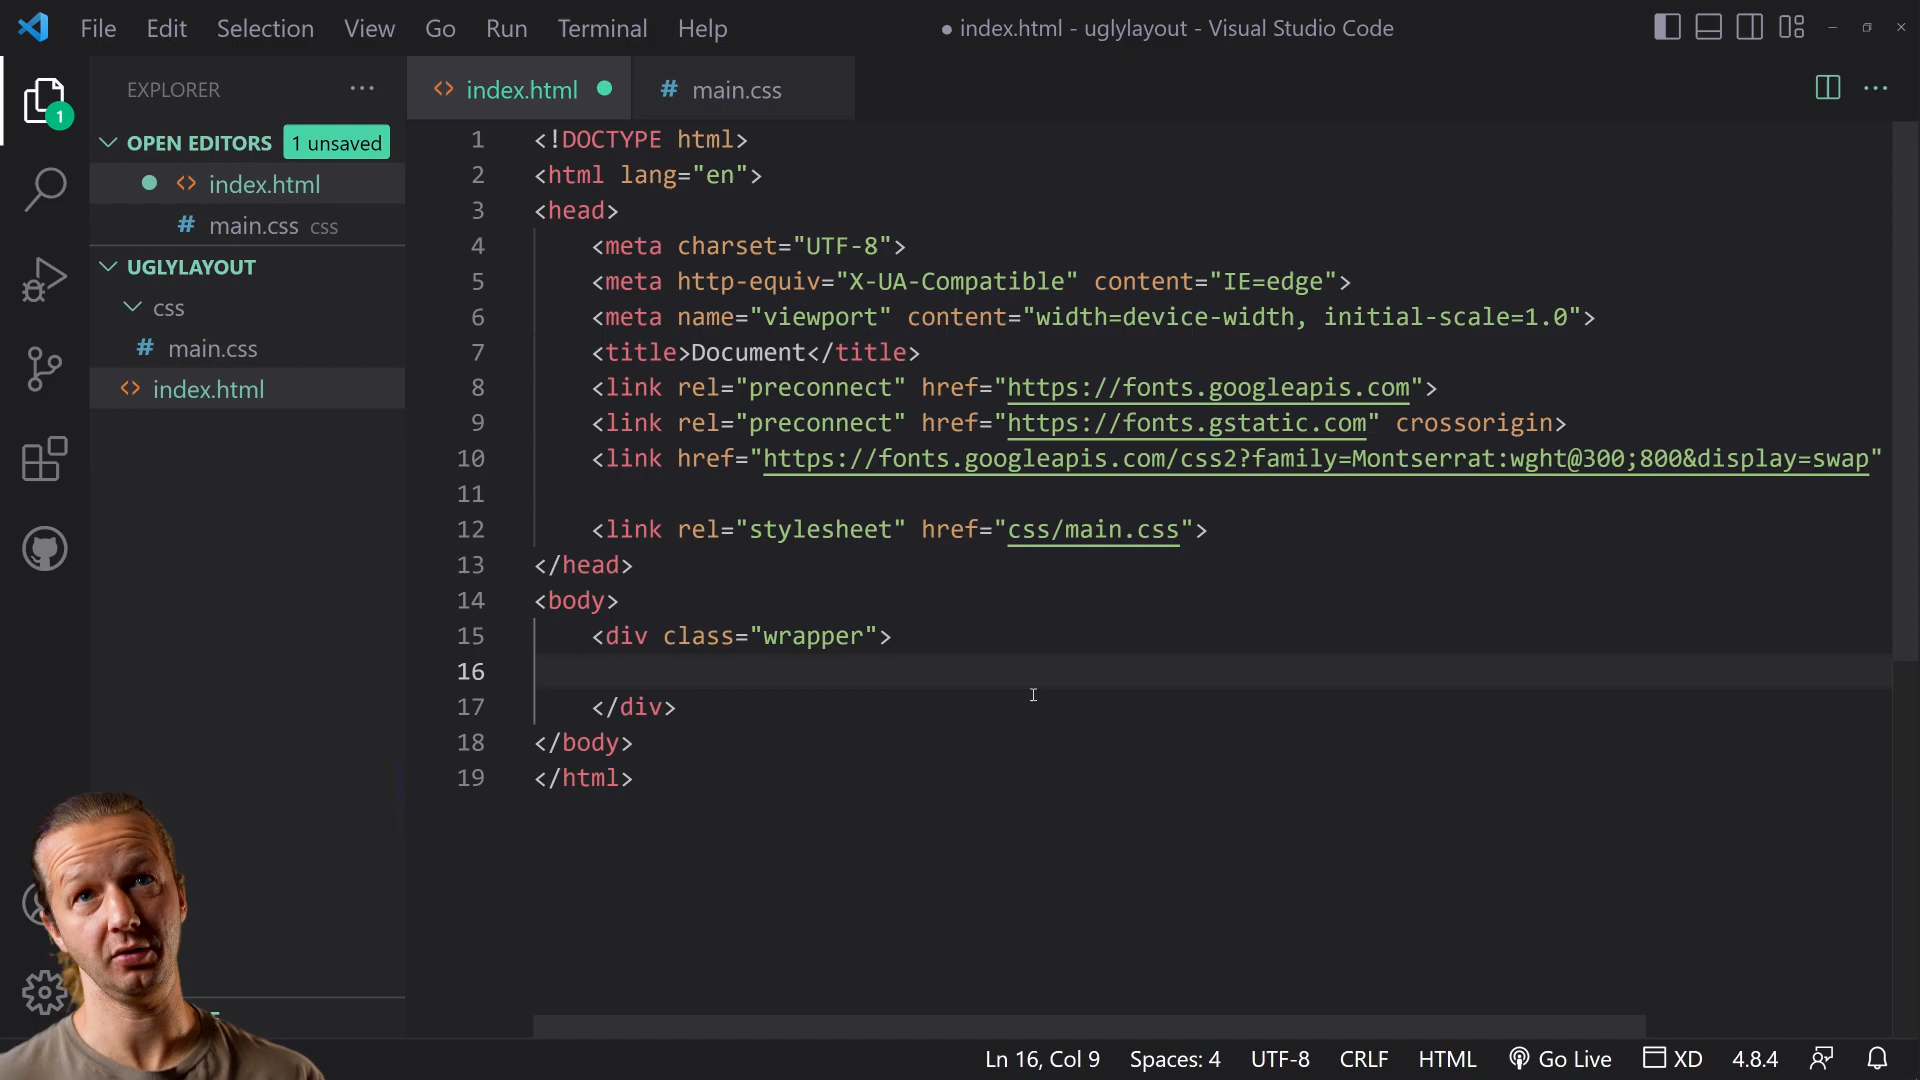 File Edit Selection View Go Run Terminal Help
● index.html - uglylayout - Visual Studio Code
EXPLORER
OPEN EDITORS 1 unsaved
index.html
# main.css css
UGLYLAYOUT
css
# main.css
<> index.html
1
<> index.html
# main.css
1 <!DOCTYPE html>
2 <html lang="en">
3 <head>
4 <meta charset="UTF-8">
5 <meta http-equiv="X-UA-Compatible" content="IE=edge">
6 <meta name="viewport" content="width=device-width, initial-scale=1.0">
7 <title>Document</title>
8 <link rel="preconnect" href="https://fonts.googleapis.com">
9 <link rel="preconnect" href="https://fonts.gstatic.com" crossorigin>
10 <link href="https://fonts.googleapis.com/css2?family=Montserrat:wght@300;800&display=swap"
11
12 <link rel="stylesheet" href="css/main.css">
13 </head>
14 <body>
15 <div class="wrapper">
16
17 </div>
18 </body>
19 </html>
Ln 16, Col 9 Spaces: 4 UTF-8 CRLF HTML Go Live XD 4.8.4